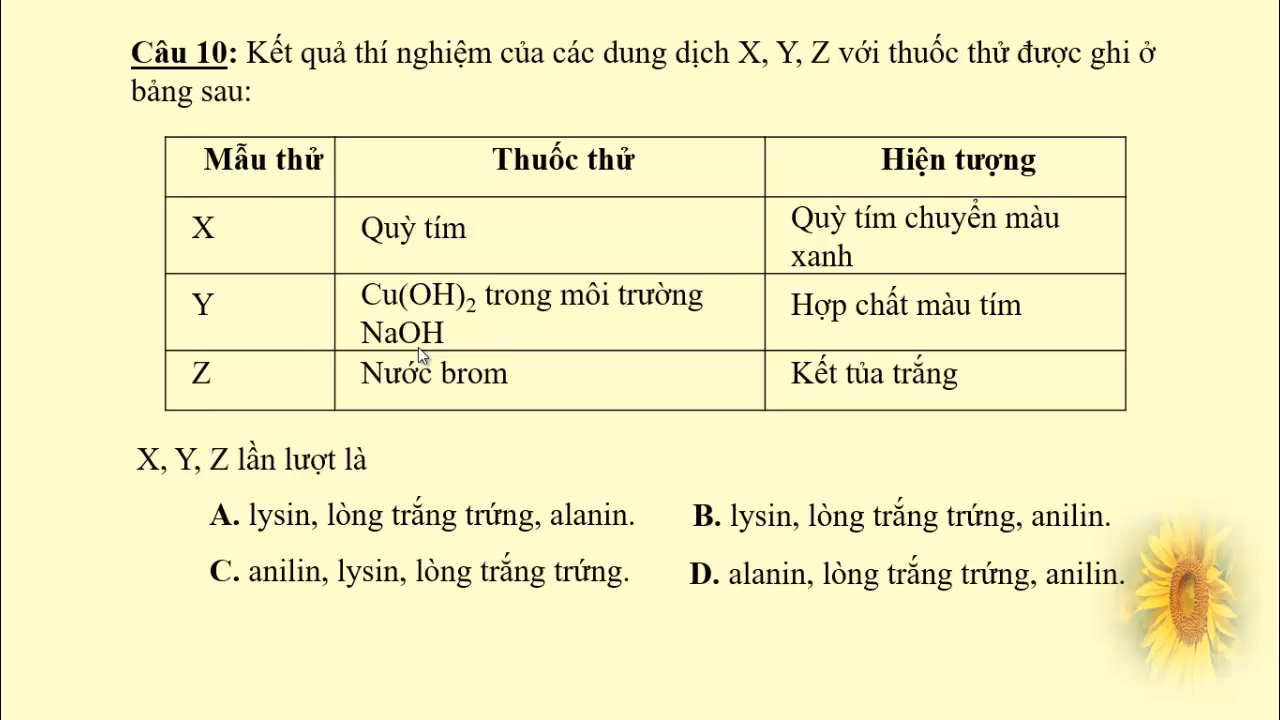 Câu 10: Kết quả thí nghiệm của các dung dịch X, Y, Z với thuốc thử được ghi ở
bảng sau:
Mẫu thử Thuốc thử Hiện tượng
X Quỳ tím Quỳ tím chuyển màu
xanh
Y Cu(OH)₂ trong môi trường
NaOH Hợp chất màu tím
Z Nước brom Kết tủa trắng
X, Y, Z lần lượt là
A. lysin, lòng trắng trứng, alanin. B. lysin, lòng trắng trứng, anilin.
C. anilin, lysin, lòng trắng trứng. D. alanin, lòng trắng trứng, anilin.